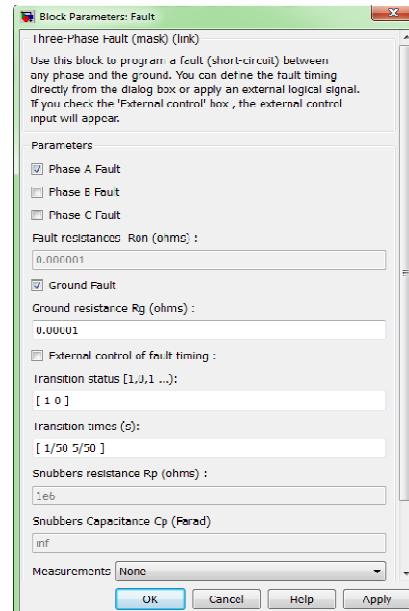 Block Parameters: Fault
Three-Phase Fault (mask) (link)
Use this block to program a fault (short-circuit) between
any phase and the ground. You can define the fault timing
directly from the dialog box or apply an external logical signal.
If you check the 'External control' box , the external control
input will appear.
Parameters
Phase A Fault
Phase B Fault
Phase C Fault
Fault resistances Ron (ohms) :
0.000001
Ground Fault
Ground resistance Rg (ohms) :
0.00001
External control of fault timing :
Transition status [1,0,1 ...):
[ 1 0 ]
Transition times (s):
[ 1/50 5/50 ]
Snubbers resistance Rp (ohms) :
1e6
Snubbers Capacitance Cp (Farad)
inf
Measurements None
OK Cancel Help Apply